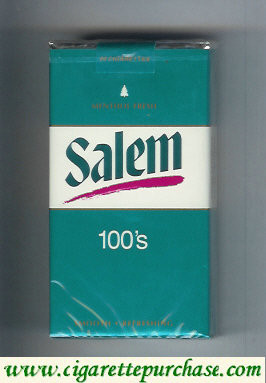 MENTHOL FRESH
Salem
100's
www.cigarettepurchase.com